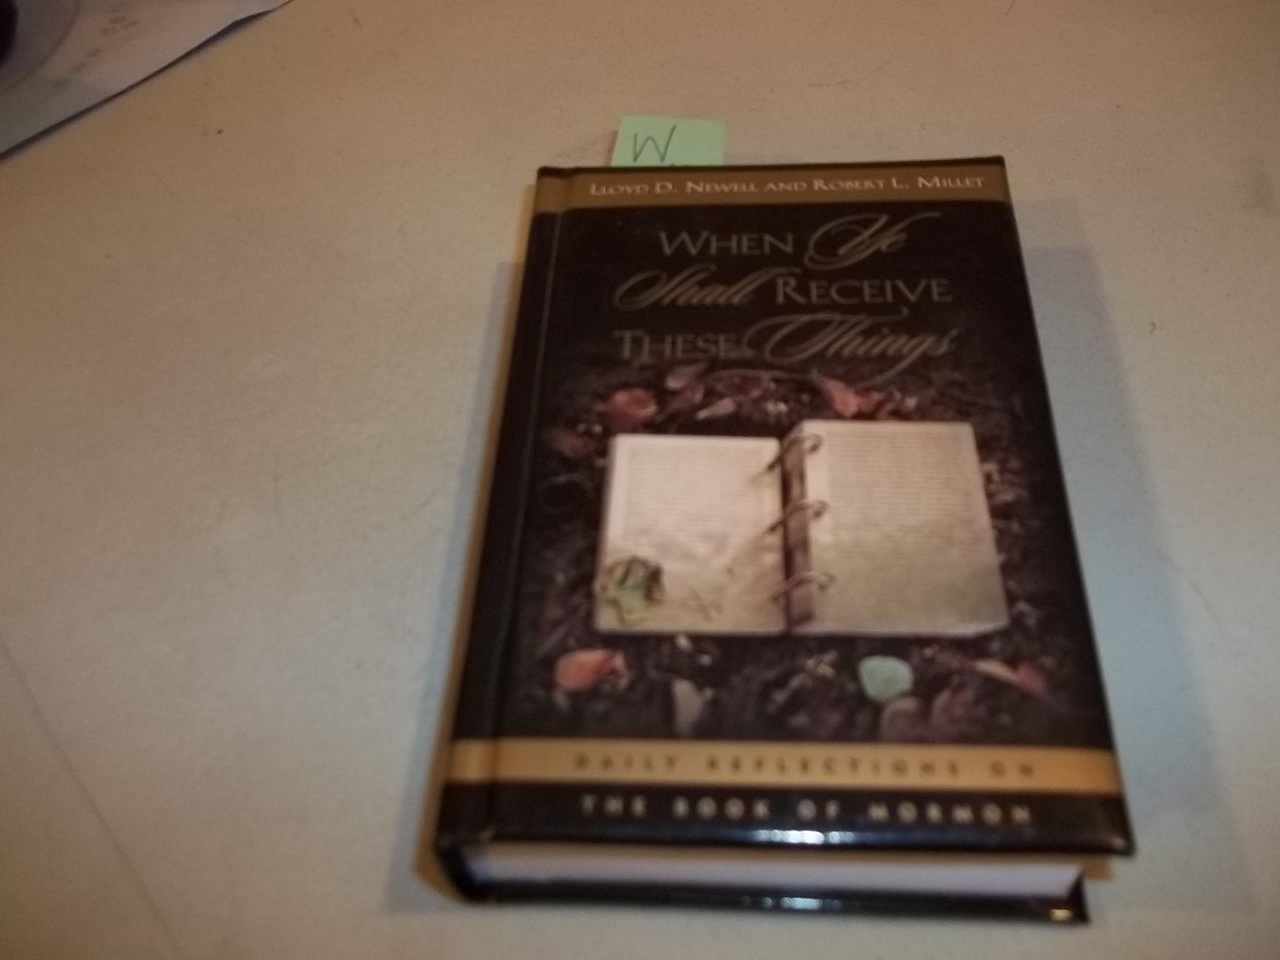 W
LLOYD D. NEWELL AND ROBERT L. MILLET
WHEN Ye
Shall RECEIVE
THESE Things
DAILY REFLECTIONS ON
THE BOOK OF MORMON